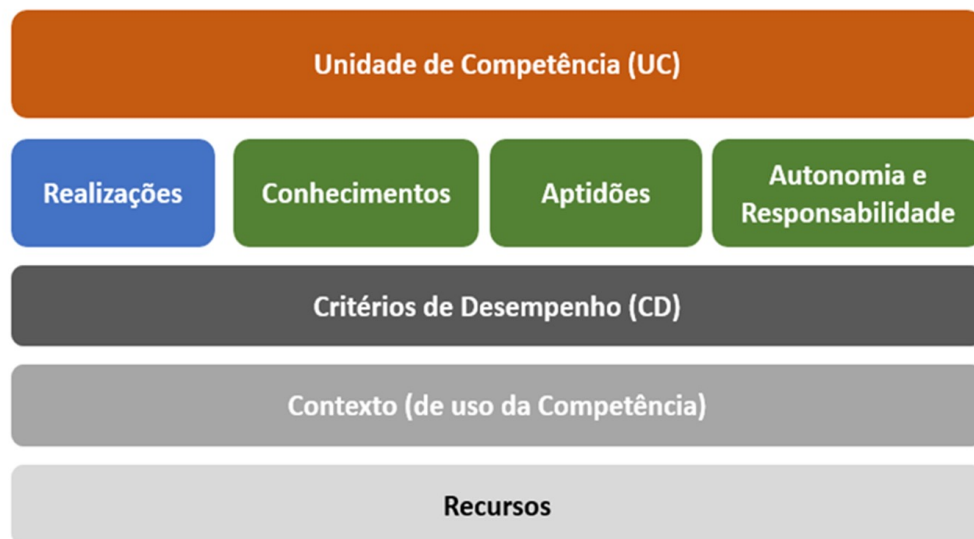 Unidade de Competência (UC)
Realizações
Conhecimentos
Aptidões
Autonomia e
Responsabilidade
Critérios de Desempenho (CD)
Contexto (de uso da Competência)
Recursos